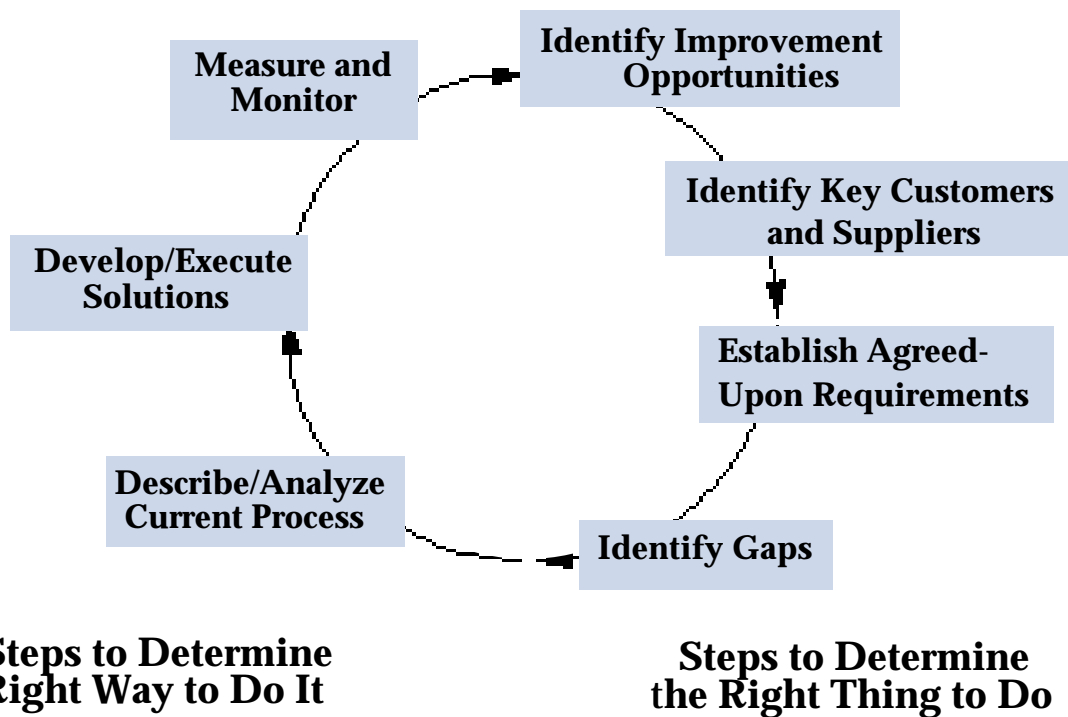 Identify Improvement
Opportunities
Measure and
Monitor
Identify Key Customers
and Suppliers
Develop/Execute
Solutions
Establish Agreed-
Upon Requirements
Describe/Analyze
Current Process
Identify Gaps
Steps to Determine
Right Way to Do It
Steps to Determine
the Right Thing to Do